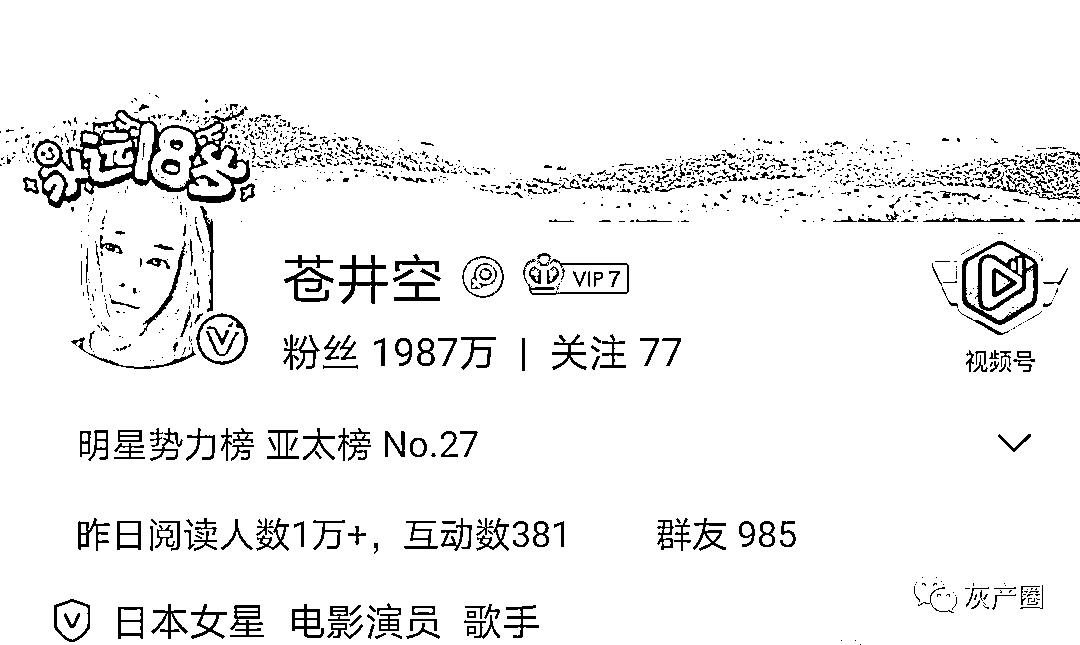 永远18岁
苍井空 VIP 7
粉丝 1987万 | 关注 77
视频号
明星势力榜 亚太榜 No.27
昨日阅读人数1万+，互动数381 群友 985
日本女星 电影演员 歌手
灰产圈